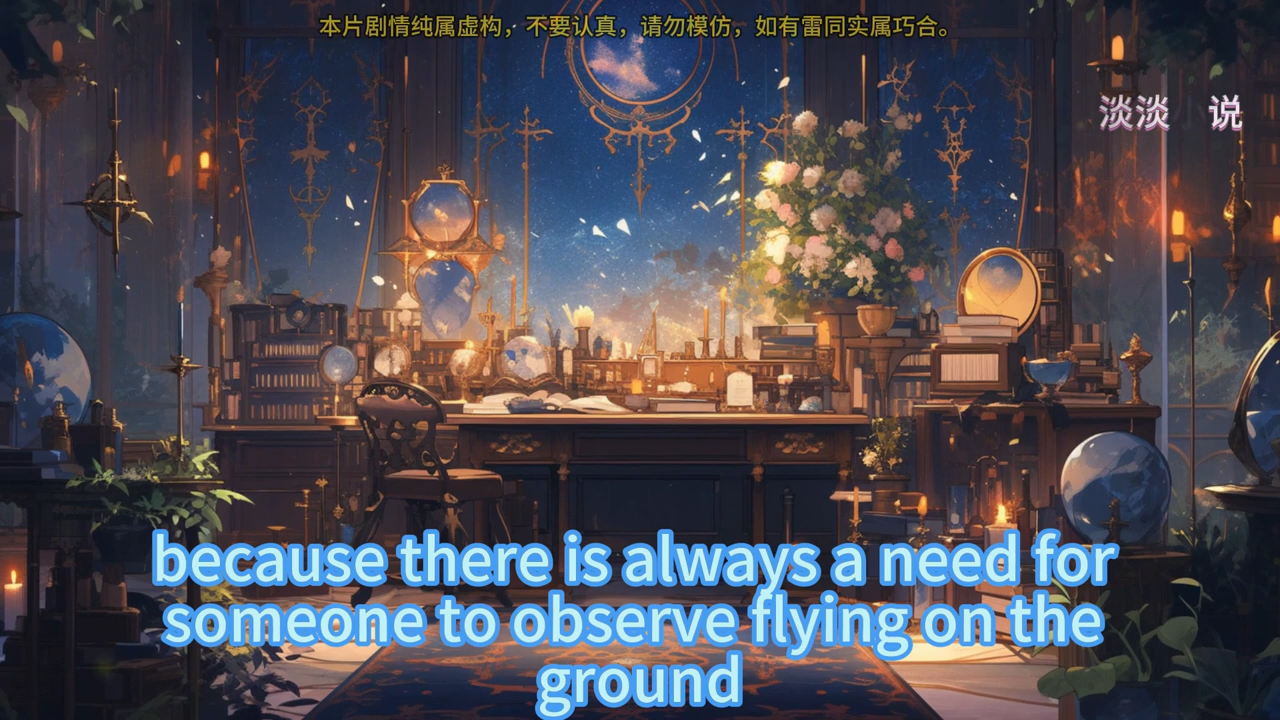 本片剧情纯属虚构，不要认真，请勿模仿，如有雷同实属巧合。
淡淡小说
because there is always a need for
someone to observe flying on the
ground